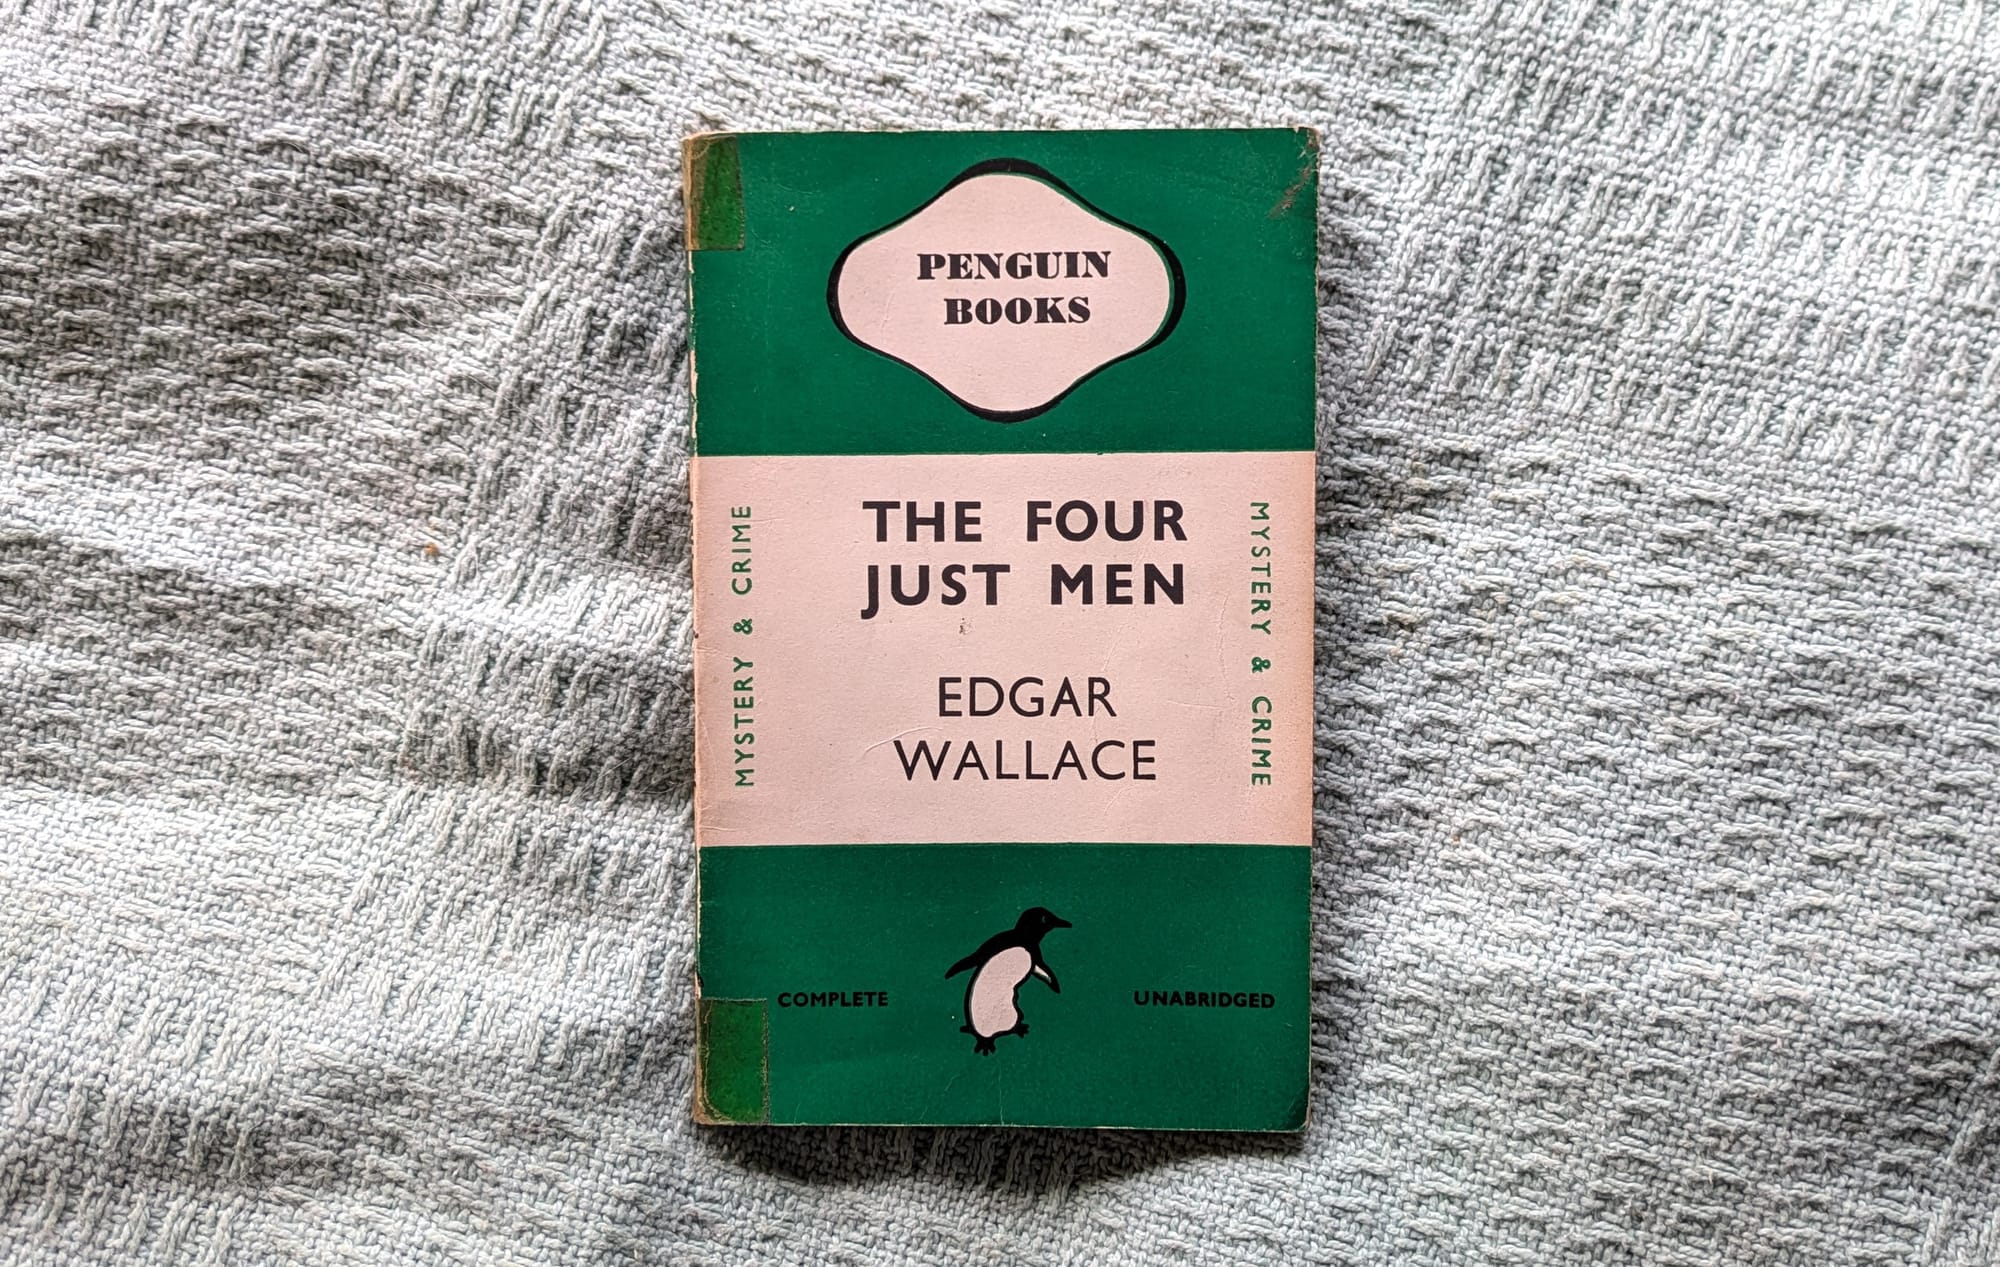 PENGUIN
BOOKS
THE FOUR
JUST MEN
EDGAR
WALLACE
MYSTERY & CRIME
MYSTERY & CRIME
COMPLETE
UNABRIDGED